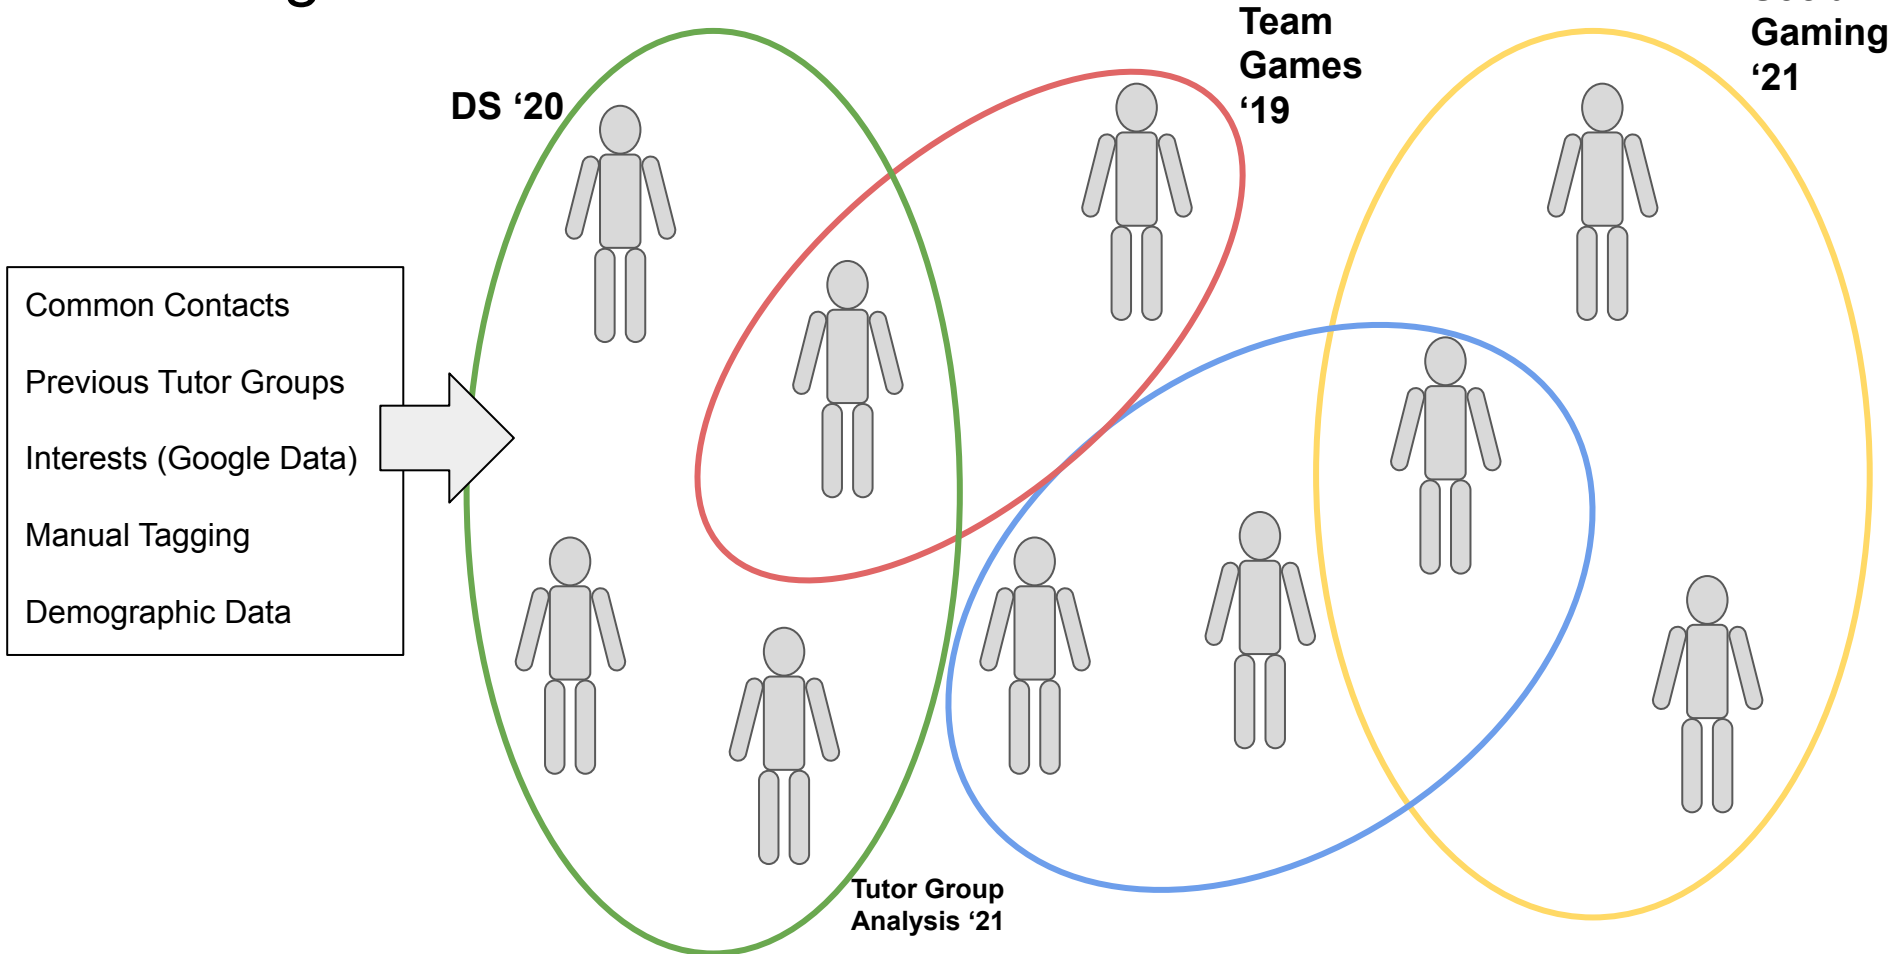 DS ‘20
Team
Games
‘19
Gaming
‘21
Common Contacts
Previous Tutor Groups
Interests (Google Data)
Manual Tagging
Demographic Data
Tutor Group
Analysis ‘21